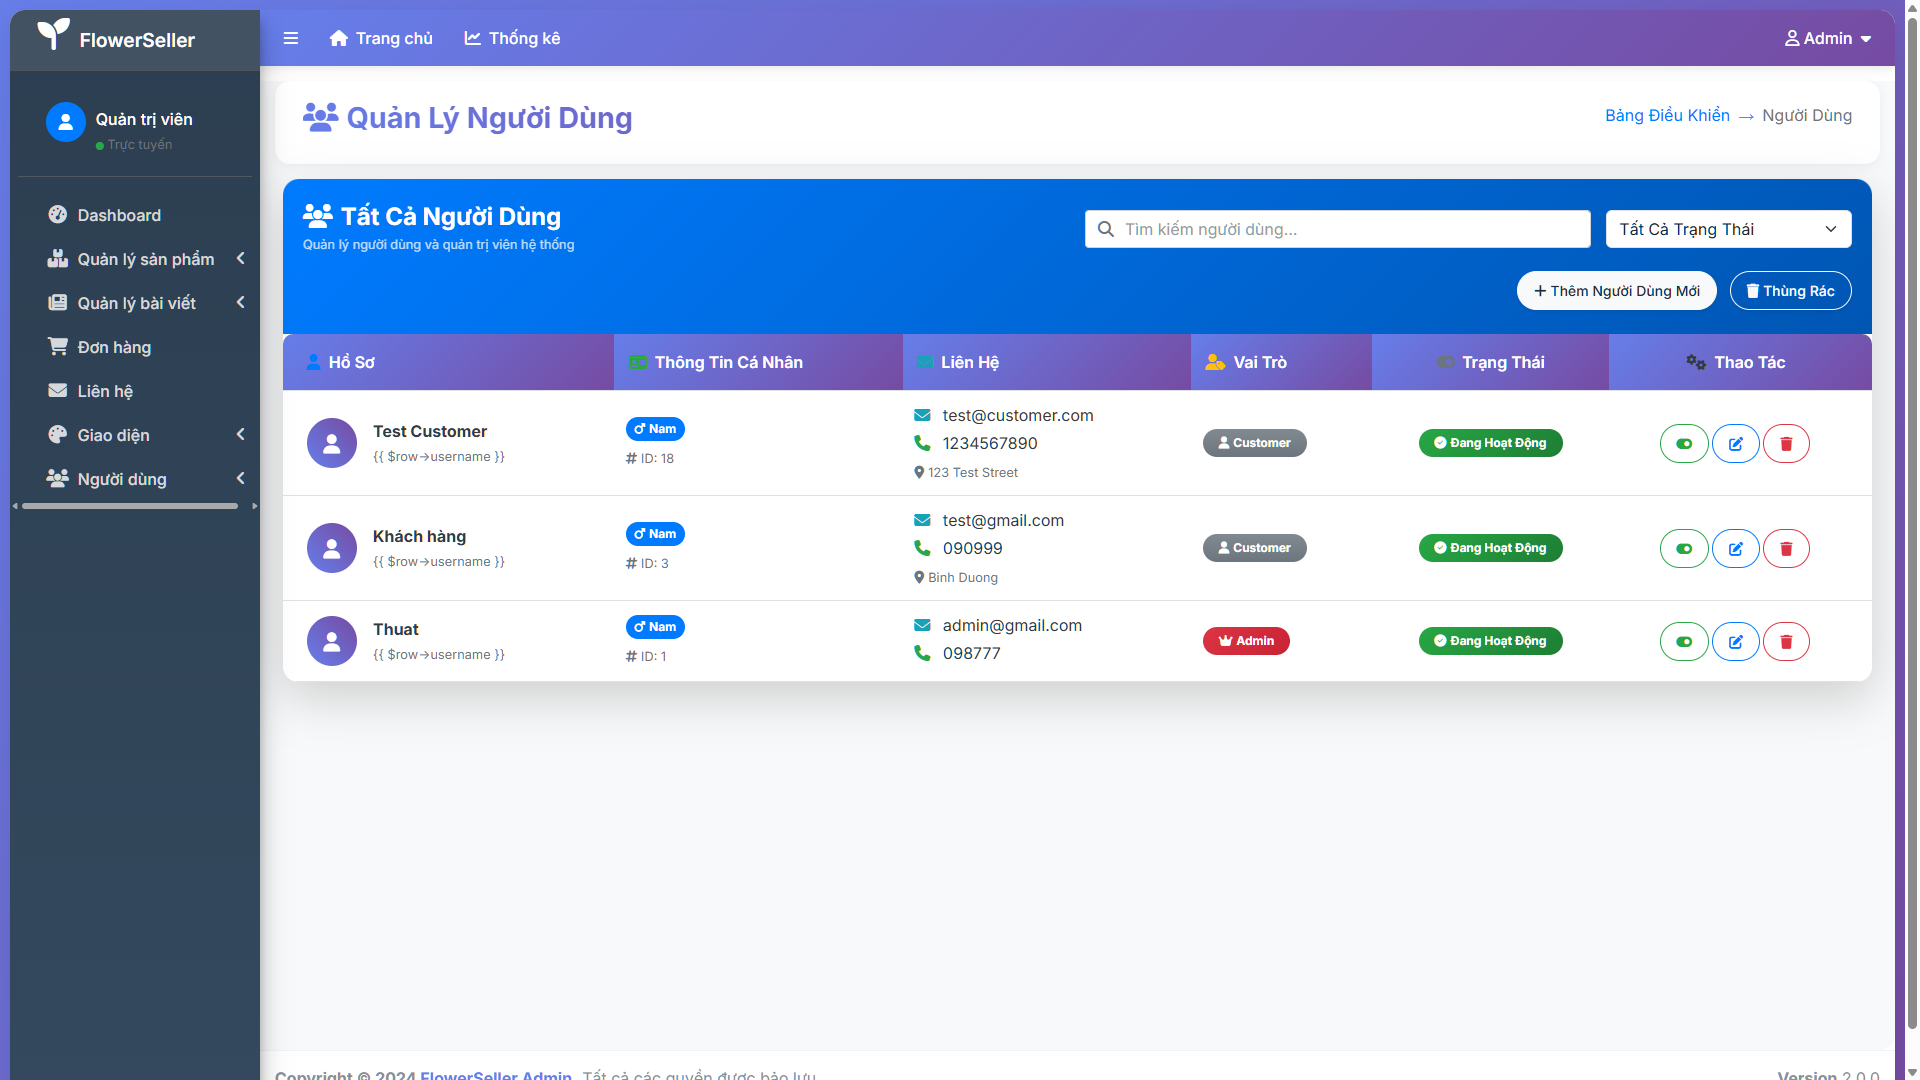 FlowerSeller
Trang chủ
Thống kê
Admin
Quản trị viên
Trực tuyến
Dashboard
Quản lý sản phẩm
Quản lý bài viết
Đơn hàng
Liên hệ
Giao diện
Người dùng
Quản Lý Người Dùng
Bảng Điều Khiển → Người Dùng
Tất Cả Người Dùng
Quản lý người dùng và quản trị viên hệ thống
Tìm kiếm người dùng...
Tất Cả Trạng Thái
Thêm Người Dùng Mới
Thùng Rác
Hồ Sơ
Thông Tin Cá Nhân
Liên Hệ
Vai Trò
Trạng Thái
Thao Tác
Test Customer
{{ $row->username }}
Nam
# ID: 18
test@customer.com
1234567890
123 Test Street
Customer
Đang Hoạt Động
Khách hàng
{{ $row->username }}
Nam
# ID: 3
test@gmail.com
090999
Binh Duong
Customer
Đang Hoạt Động
Thuat
{{ $row->username }}
Nam
# ID: 1
admin@gmail.com
098777
Admin
Đang Hoạt Động
Copyright © 2024 FlowerSeller Admin. Tất cả các quyền được bảo lưu.
Version 2.0.0